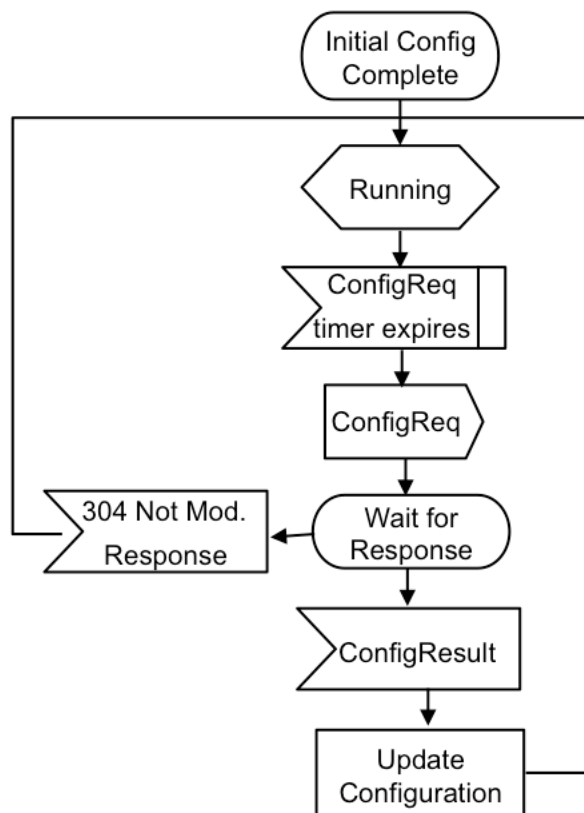 Initial Config
Complete
Running
ConfigReq
timer expires
ConfigReq
304 Not Mod.
Response
Wait for
Response
ConfigResult
Update
Configuration